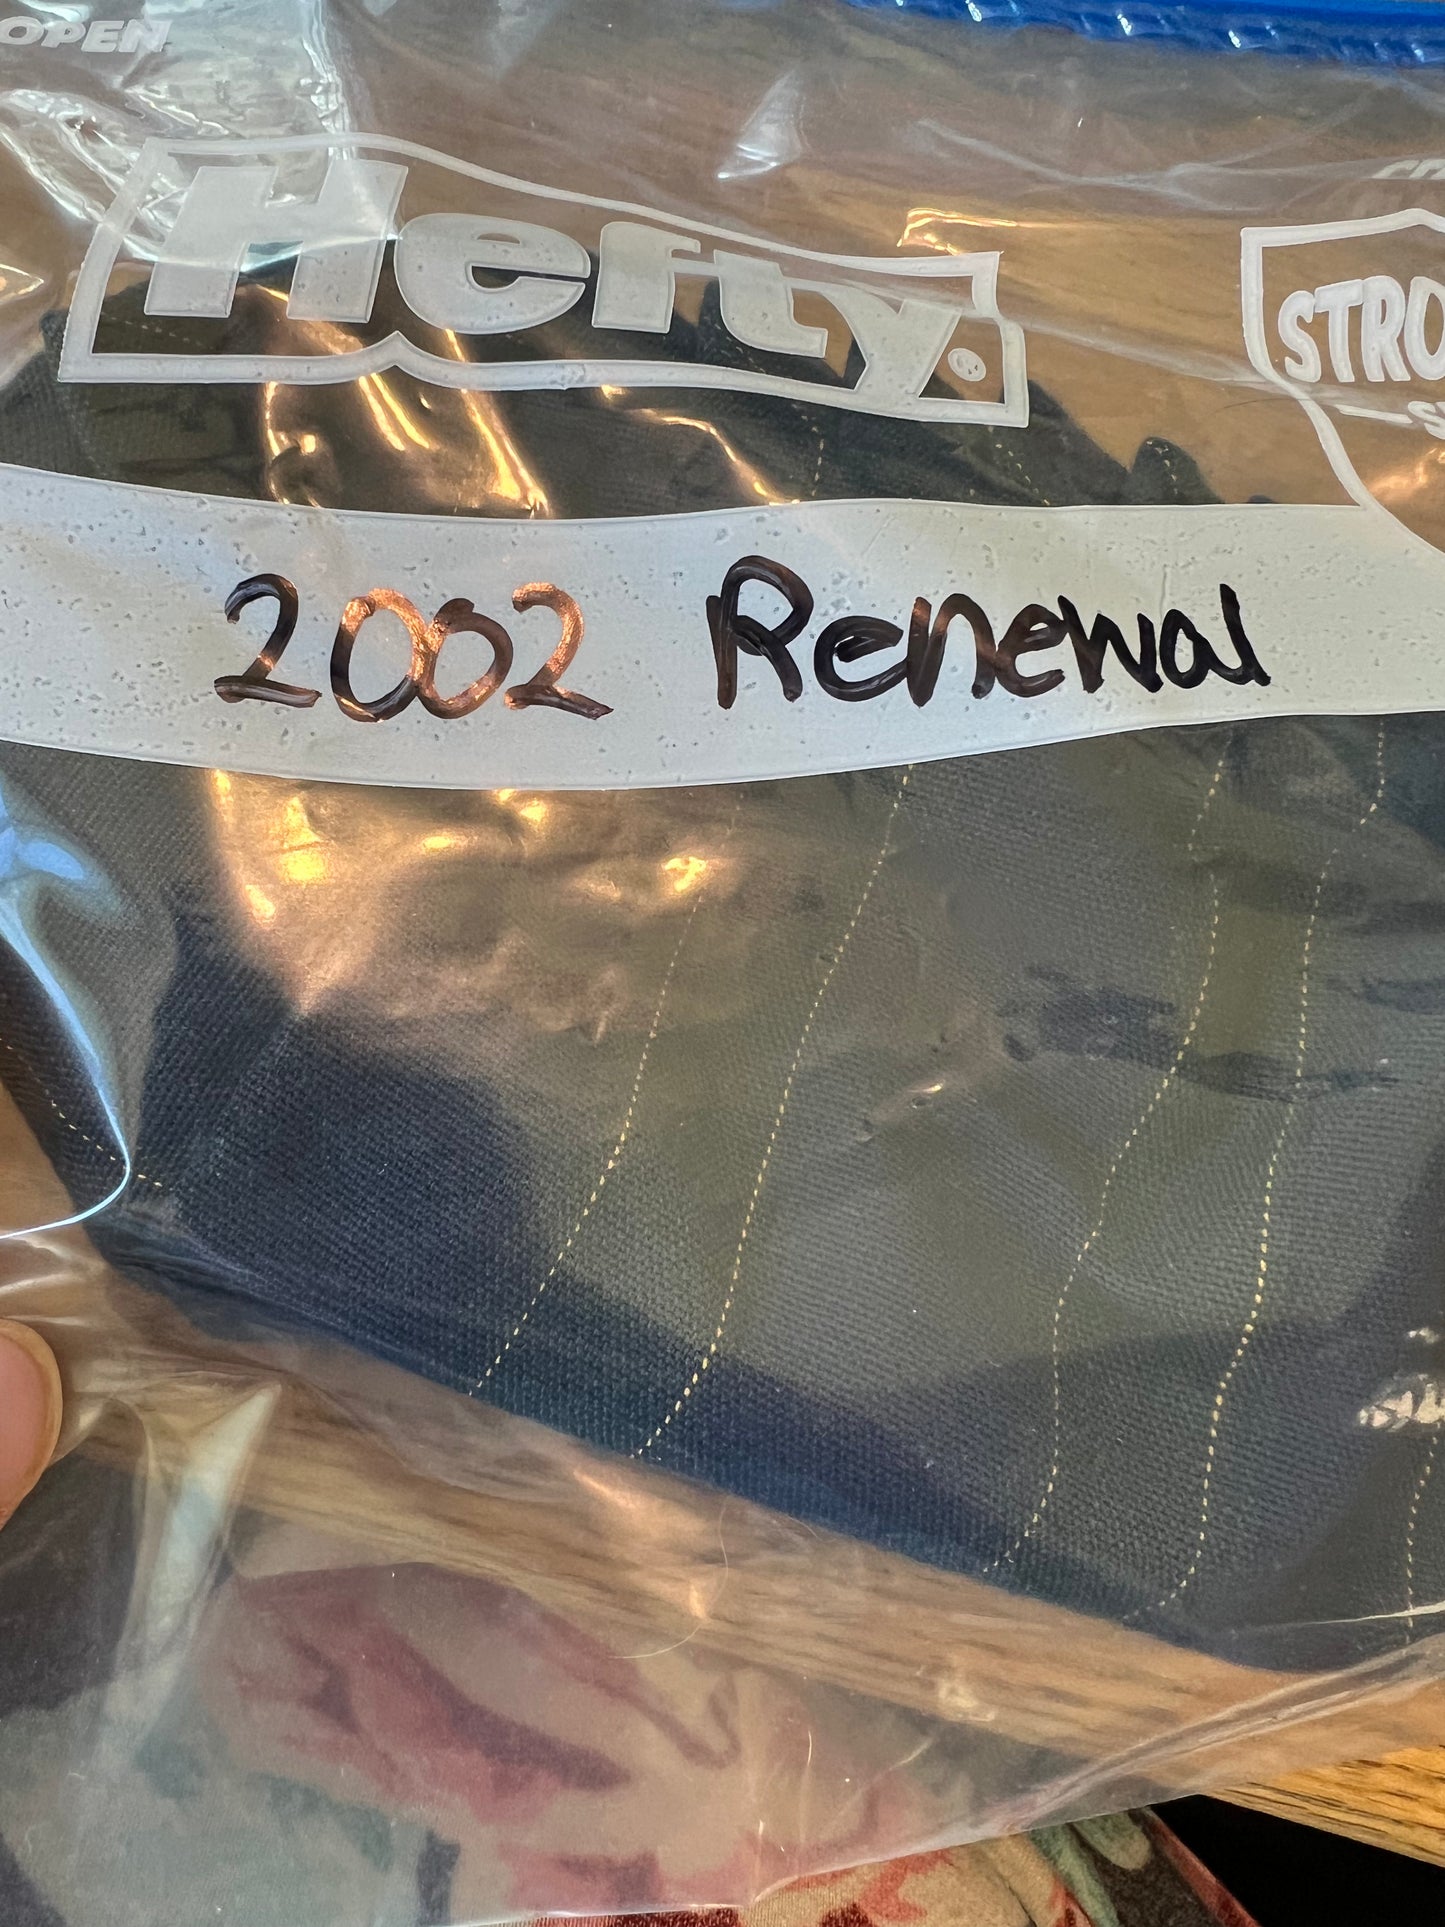 OPEN
Hefty®
STRO
2002 Renewal